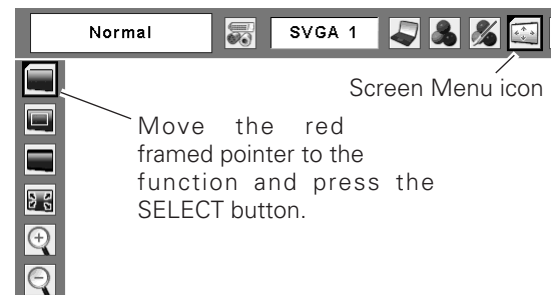 Normal
SVGA 1
Screen Menu icon
Move the red
framed pointer to the
function and press the
SELECT button.